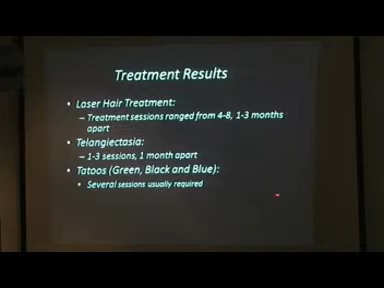 Treatment Results
• Laser Hair Treatment:
– Treatment sessions ranged from 4-8, 1-3 months
apart
• Telangiectasia:
– 1-3 sessions, 1 month apart
• Tatoos (Green, Black and Blue):
• Several sessions usually required